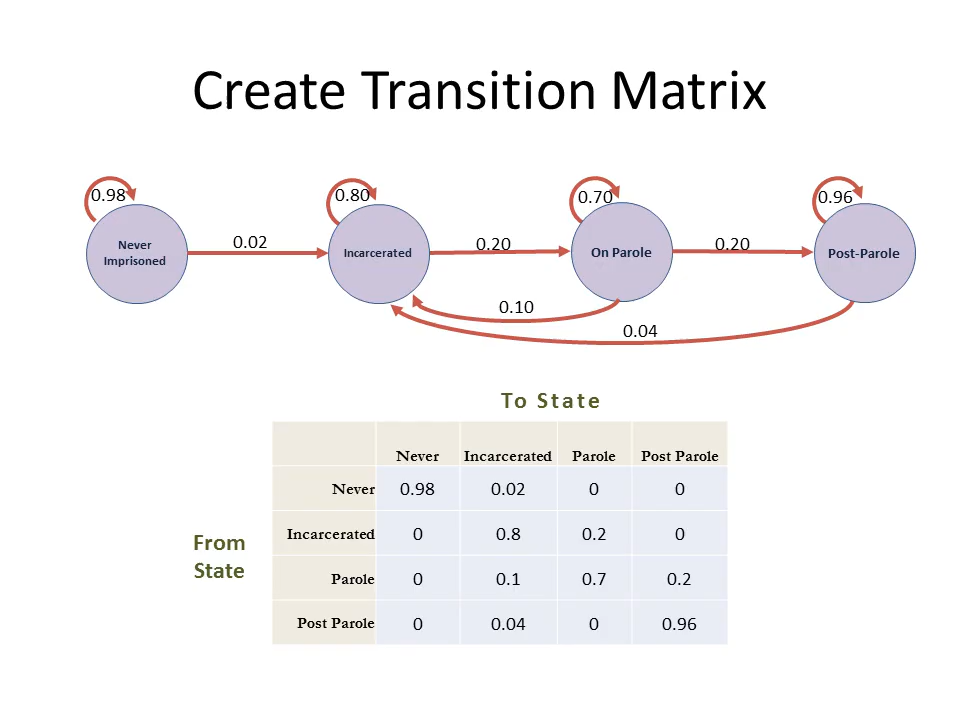 Create Transition Matrix
0.98
0.80
0.70
0.96
Never
Imprisoned
0.02
Incarcerated
0.20
On Parole
0.20
Post-Parole
0.10
0.04
To State
Never Incarcerated Parole Post Parole
Never 0.98 0.02 0 0
Incarcerated 0 0.8 0.2 0
From
State
Parole 0 0.1 0.7 0.2
Post Parole 0 0.04 0 0.96